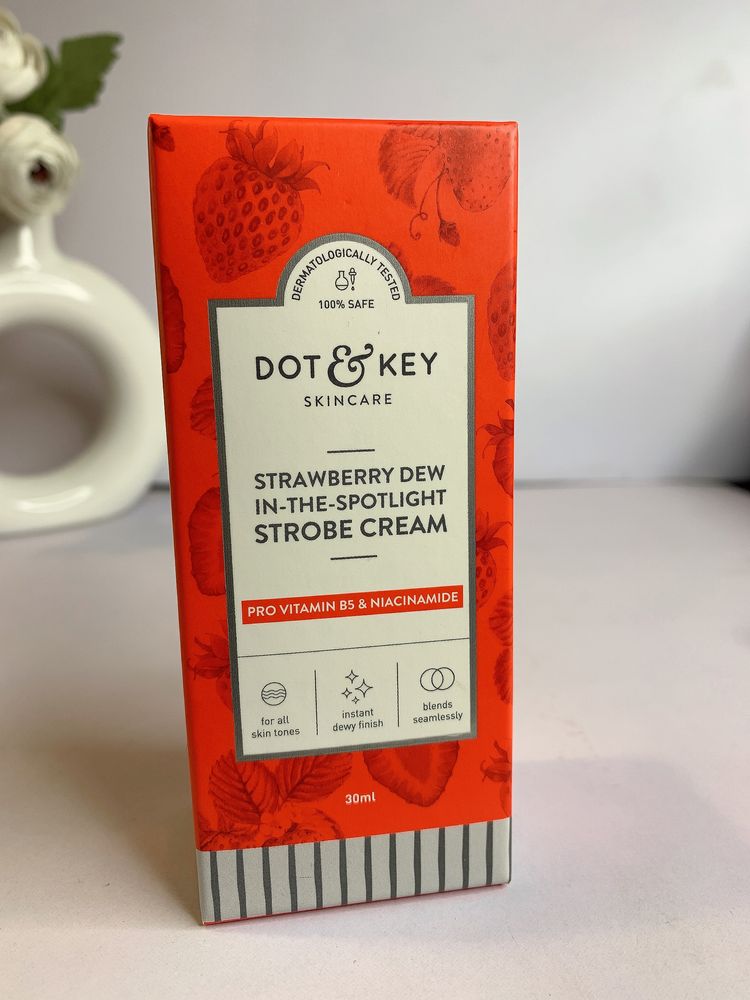 DERMATOLOGICALLY TESTED
100% SAFE
DOT & KEY
SKINCARE
STRAWBERRY DEW
IN-THE-SPOTLIGHT
STROBE CREAM
PRO VITAMIN B5 & NIACINAMIDE
for all
skin tones
instant
dewy finish
blends
seamlessly
30ml